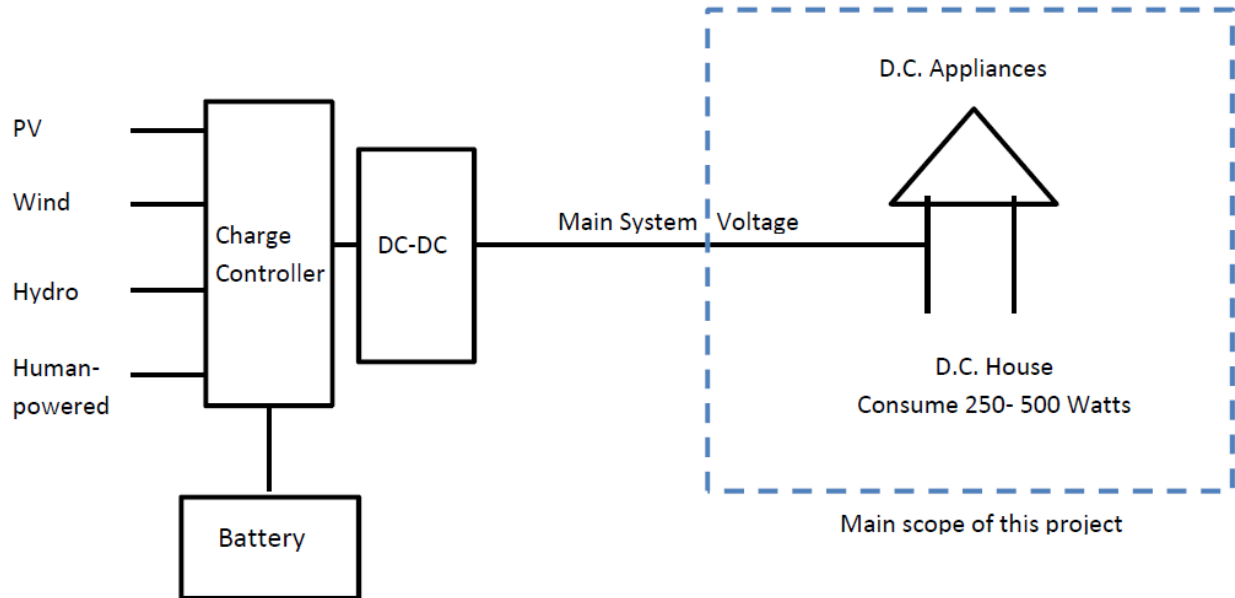 D.C. Appliances
PV
Wind
Charge
Controller
DC-DC
Main System Voltage
Hydro
Human-
powered
D.C. House
Consume 250- 500 Watts
Battery
Main scope of this project